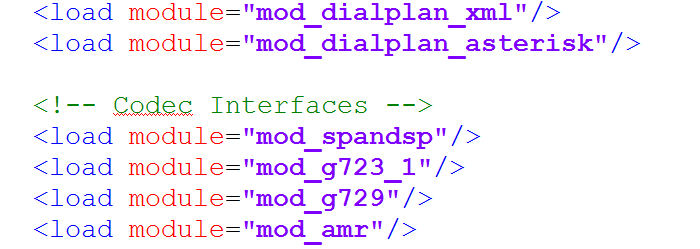 <load module="mod_dialplan_xml"/>
<load module="mod_dialplan_asterisk"/>
<!-- Codec Interfaces -->
<load module="mod_spandsp"/>
<load module="mod_g723_1"/>
<load module="mod_g729"/>
<load module="mod_amr"/>